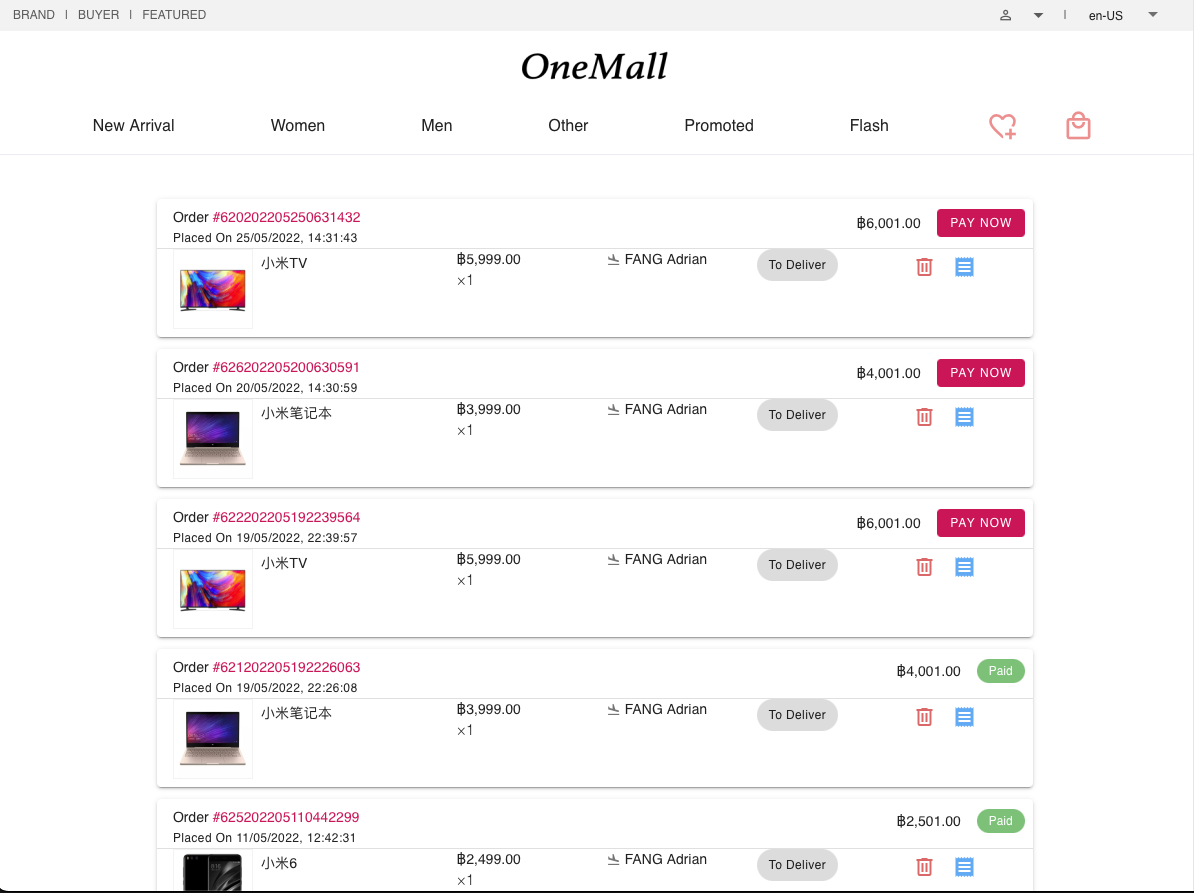 BRAND | BUYER | FEATURED en-US
OneMall
New Arrival Women Men Other Promoted Flash
Order #620202205250631432 ฿6,001.00 PAY NOW
Placed On 25/05/2022, 14:31:43
小米TV ฿5,999.00 FANG Adrian To Deliver
×1
Order #626202205200630591 ฿4,001.00 PAY NOW
Placed On 20/05/2022, 14:30:59
小米笔记本 ฿3,999.00 FANG Adrian To Deliver
×1
Order #622202205192239564 ฿6,001.00 PAY NOW
Placed On 19/05/2022, 22:39:57
小米TV ฿5,999.00 FANG Adrian To Deliver
×1
Order #621202205192226063 ฿4,001.00 Paid
Placed On 19/05/2022, 22:26:08
小米笔记本 ฿3,999.00 FANG Adrian To Deliver
×1
Order #625202205110442299 ฿2,501.00 Paid
Placed On 11/05/2022, 12:42:31
小米6 ฿2,499.00 FANG Adrian To Deliver
×1